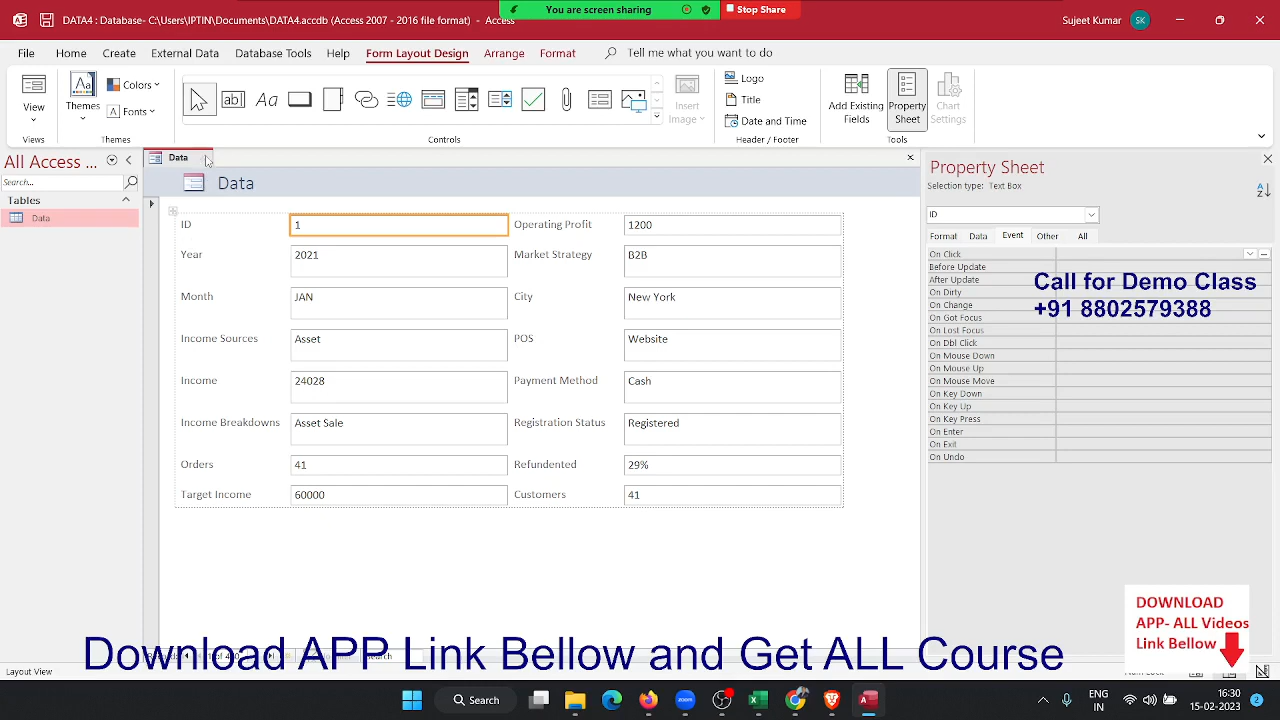 DATA4 : Database- C:\Users\IPTIN\Documents\DATA4.accdb (Access 2007 - 2016 file format) - Access
You are screen sharing
Stop Share
Sujeet Kumar
SK
File Home Create External Data Database Tools Help Form Layout Design Arrange Format Tell me what you want to do
View
Views
Themes
Colors
Fonts
Themes
Controls
Insert Image
Logo
Title
Date and Time
Header / Footer
Add Existing Fields
Property Sheet
Chart Settings
Tools
All Access ...
Search...
Tables
Data
Data
Data
ID 1 Operating Profit 1200
Year 2021 Market Strategy B2B
Month JAN City New York
Income Sources Asset POS Website
Income 24028 Payment Method Cash
Income Breakdowns Asset Sale Registration Status Registered
Orders 41 Refundented 29%
Target Income 60000 Customers 41
Property Sheet
Selection type: Text Box
ID
Format Data Event Other All
On Click
Before Update
After Update
On Dirty
On Change
On Got Focus
On Lost Focus
On Dbl Click
On Mouse Down
On Mouse Up
On Mouse Move
On Key Down
On Key Up
On Key Press
On Enter
On Exit
On Undo
Call for Demo Class
+91 8802579388
DOWNLOAD
APP- ALL Videos
Link Bellow
Download APP Link Bellow and Get ALL Course
Search
Layout View
Num Lock
Search
zoom
ENG
IN
16:30
15-02-2023
2